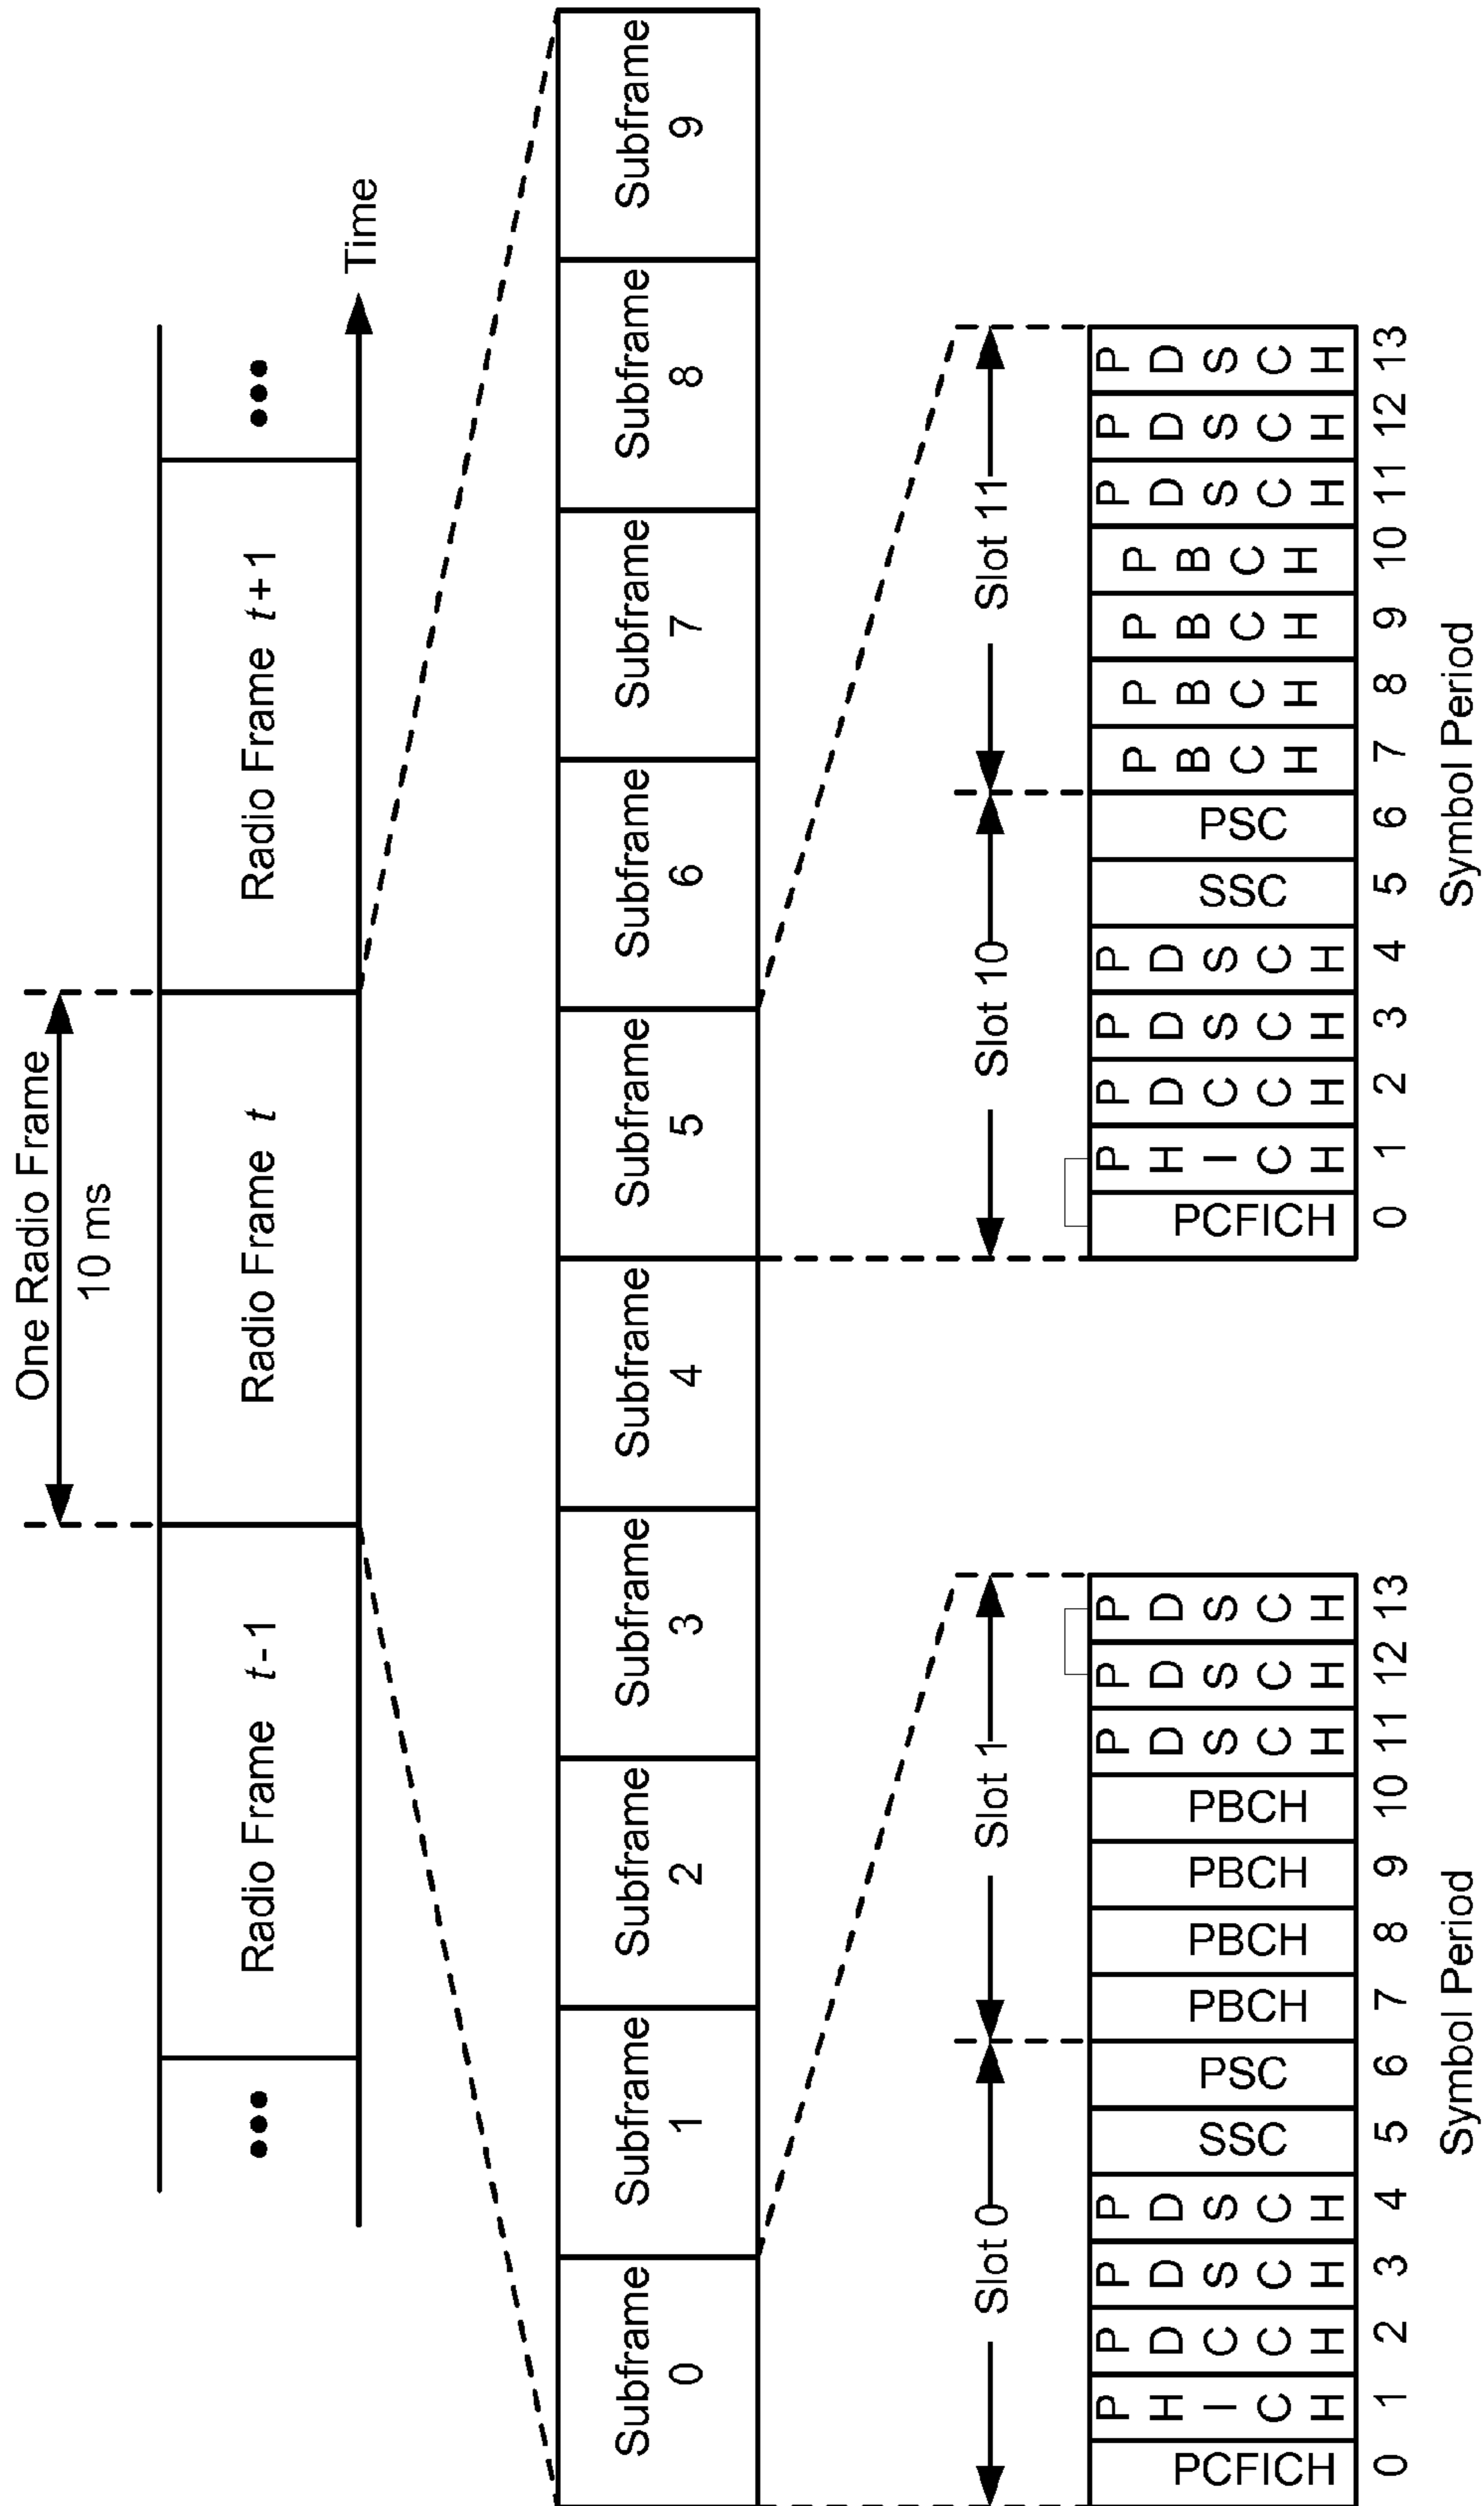 One Radio Frame
10 ms
•••
Radio Frame t-1
Radio Frame t
Radio Frame t+1
•••
Time
Subframe
0
Subframe
1
Subframe
2
Subframe
3
Subframe
4
Subframe
5
Subframe
6
Subframe
7
Subframe
8
Subframe
9
Slot 0
Slot 1
PCFICH
PHICH
PDCCH
PDSCH
PDSCH
SSC
PSC
PBCH
PBCH
PBCH
PBCH
PDSCH
PDSCH
PDSCH
0 1 2 3 4 5 6 7 8 9 10 11 12 13
Symbol Period
Slot 10
Slot 11
PCFICH
PHICH
PDCCH
PDSCH
PDSCH
SSC
PSC
PBCH
PBCH
PBCH
PBCH
PDSCH
PDSCH
PDSCH
0 1 2 3 4 5 6 7 8 9 10 11 12 13
Symbol Period